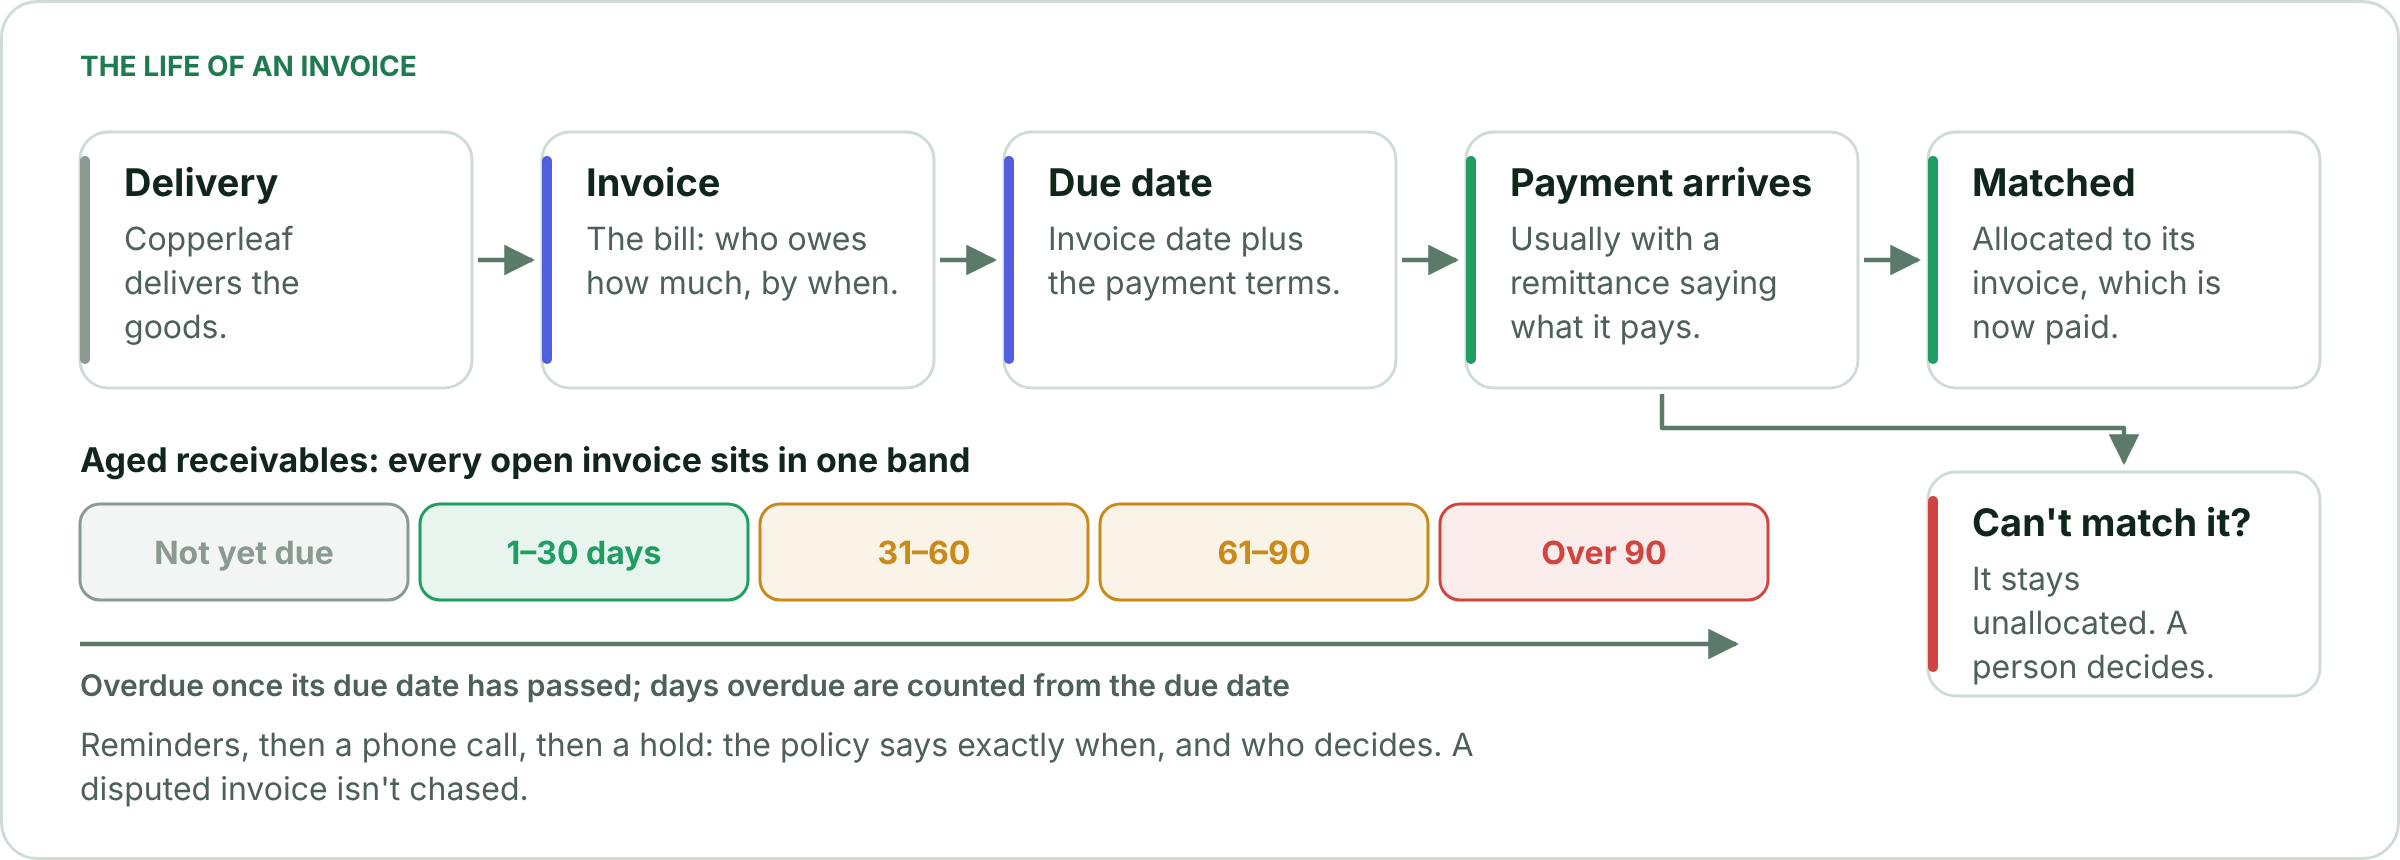 THE LIFE OF AN INVOICE
Delivery
Copperleaf
delivers the
goods.
Invoice
The bill: who owes
how much, by when.
Due date
Invoice date plus
the payment terms.
Payment arrives
Usually with a
remittance saying
what it pays.
Matched
Allocated to its
invoice, which is
now paid.
Aged receivables: every open invoice sits in one band
Not yet due
1–30 days
31–60
61–90
Over 90
Overdue once its due date has passed; days overdue are counted from the due date
Reminders, then a phone call, then a hold: the policy says exactly when, and who decides. A
disputed invoice isn't chased.
Can't match it?
It stays
unallocated. A
person decides.